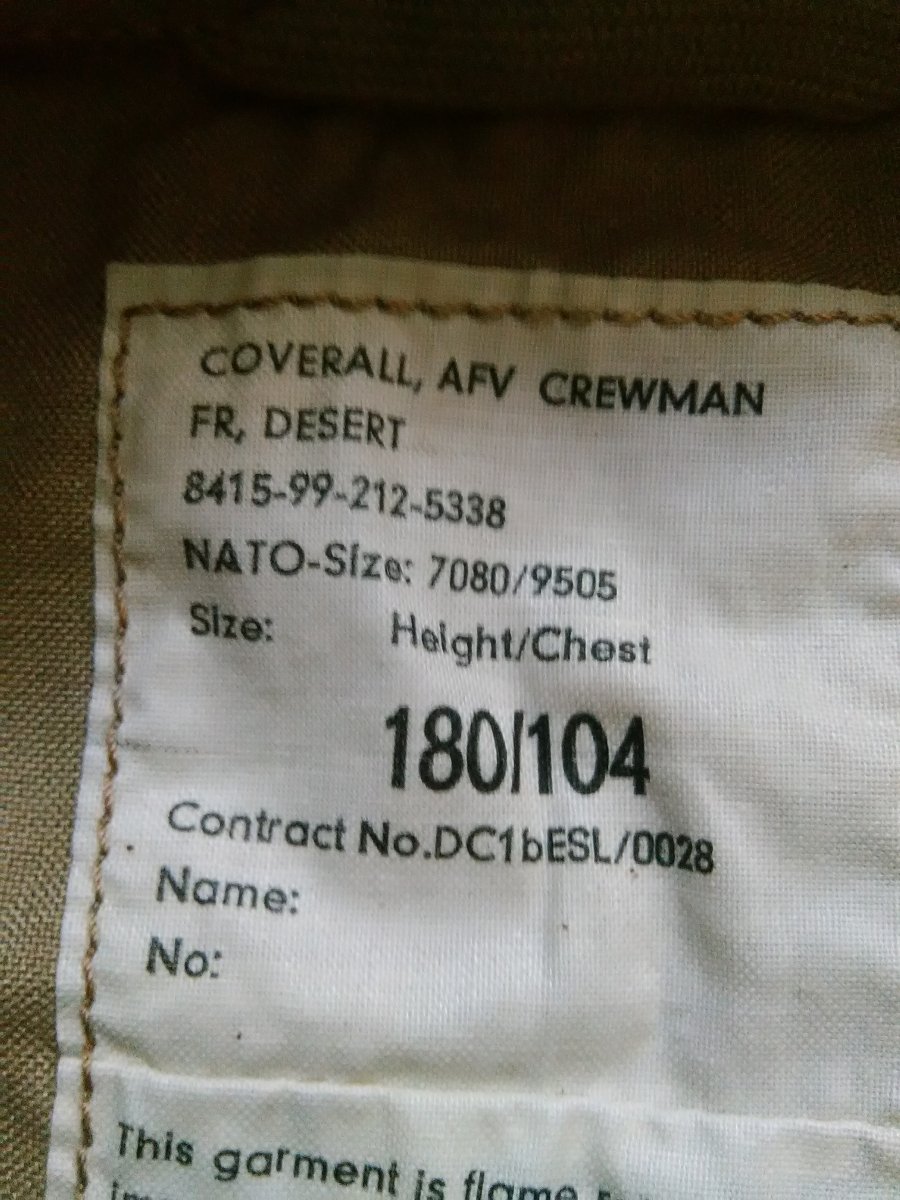 COVERALL, AFV CREWMAN
FR, DESERT
8415-99-212-5338
NATO-Size: 7080/9505
Size: Height/Chest
180/104
Contract No.DC1bESL/0028
Name:
No:
This garment is flame